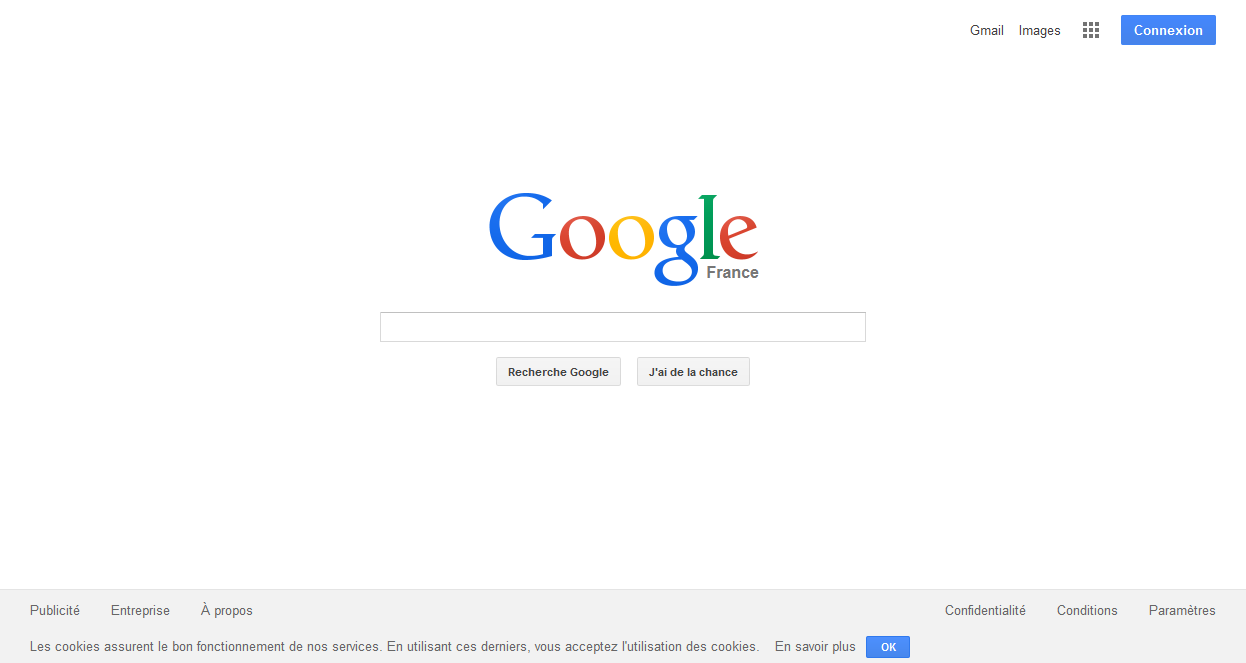 Gmail Images Connexion
Google
France
Recherche Google J'ai de la chance
Publicité Entreprise À propos Confidentialité Conditions Paramètres
Les cookies assurent le bon fonctionnement de nos services. En utilisant ces derniers, vous acceptez l'utilisation des cookies. En savoir plus OK